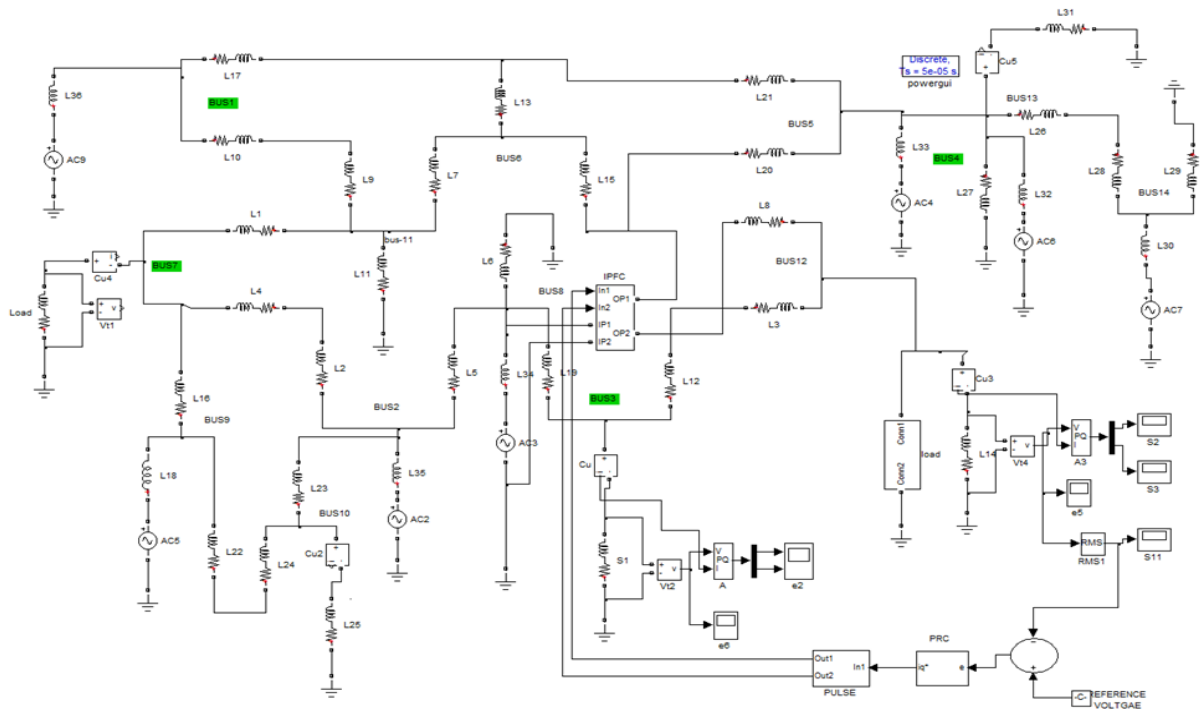 L31
L17
Discrete,
Ts = 5e-05 s
powergui
Cu5
L36
BUS1
L13
L21
BUS13
L26
BUS5
L10
BUS6
L33
BUS4
AC9
L9
L7
L15
L20
L28
L29
L27
L32
BUS14
AC4
L1
L8
bus-11
AC6
L30
L6
BUS12
BUS7
L11
IPFC
Cu4
BUS8
In1
In2
IP1
IP2
OP1
OP2
Load
Vt1
L4
L3
AC7
L2
L5
L34
L19
L12
Cu3
L16
BUS2
BUS3
BUS9
AC3
V
PQ
I
A3
S2
L14
Vt4
load
Conn1
Conn2
L18
L35
Cu
S3
L23
e5
AC5
BUS10
AC2
RMS
RMS1
S11
L22
L24
Cu2
S1
Vt2
V
PQ
I
A
e2
L25
e6
PRC
Out1
Out2
In1
PULSE
iq*
e
-C-
REFERENCE
VOLTGAE